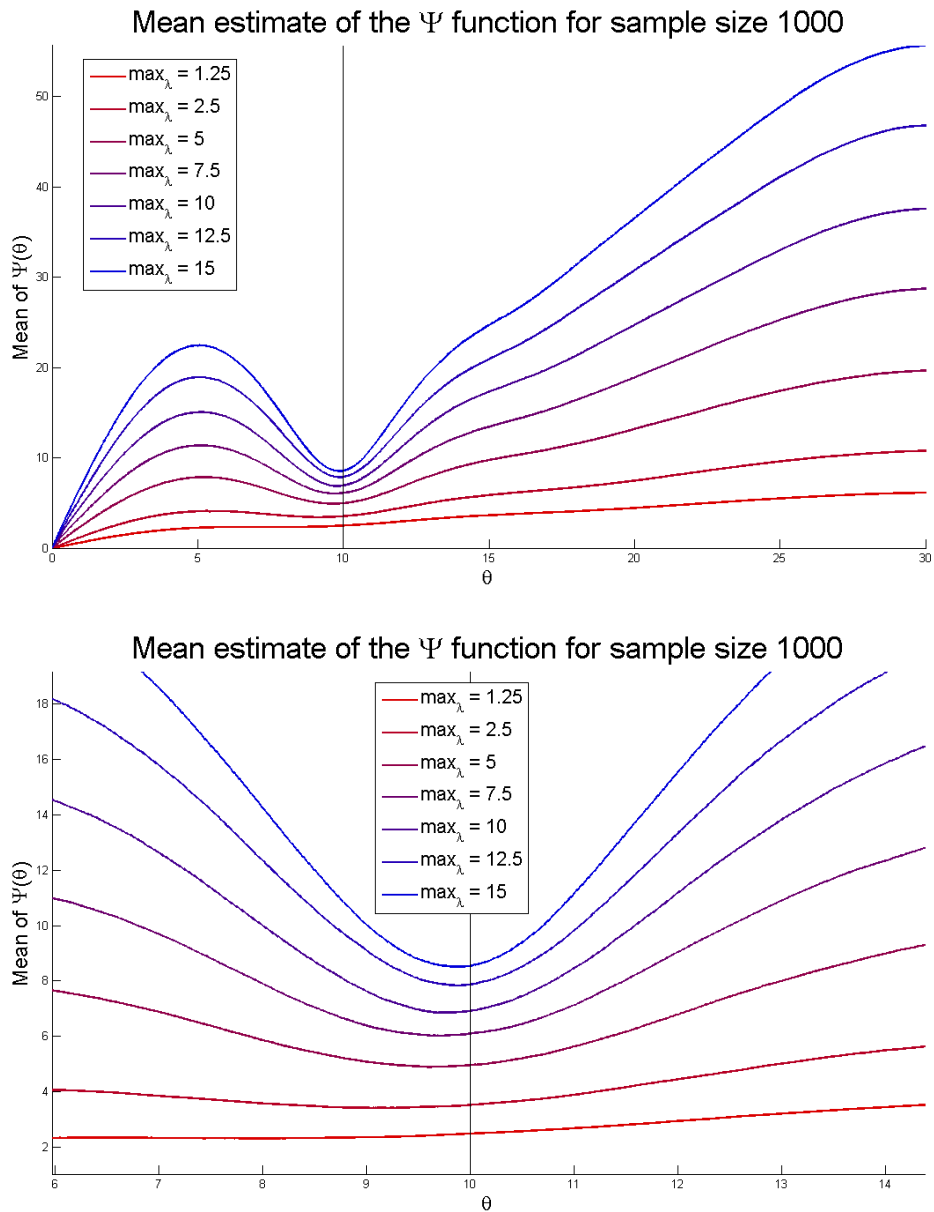 Mean estimate of the Ψ function for sample size 1000
50
40
30
20
10
0
Mean of Ψ(θ)
max_λ = 1.25
max_λ = 2.5
max_λ = 5
max_λ = 7.5
max_λ = 10
max_λ = 12.5
max_λ = 15
0 5 10 15 20 25 30
θ
Mean estimate of the Ψ function for sample size 1000
18
16
14
12
10
8
6
4
2
Mean of Ψ(θ)
max_λ = 1.25
max_λ = 2.5
max_λ = 5
max_λ = 7.5
max_λ = 10
max_λ = 12.5
max_λ = 15
6 7 8 9 10 11 12 13 14
θ